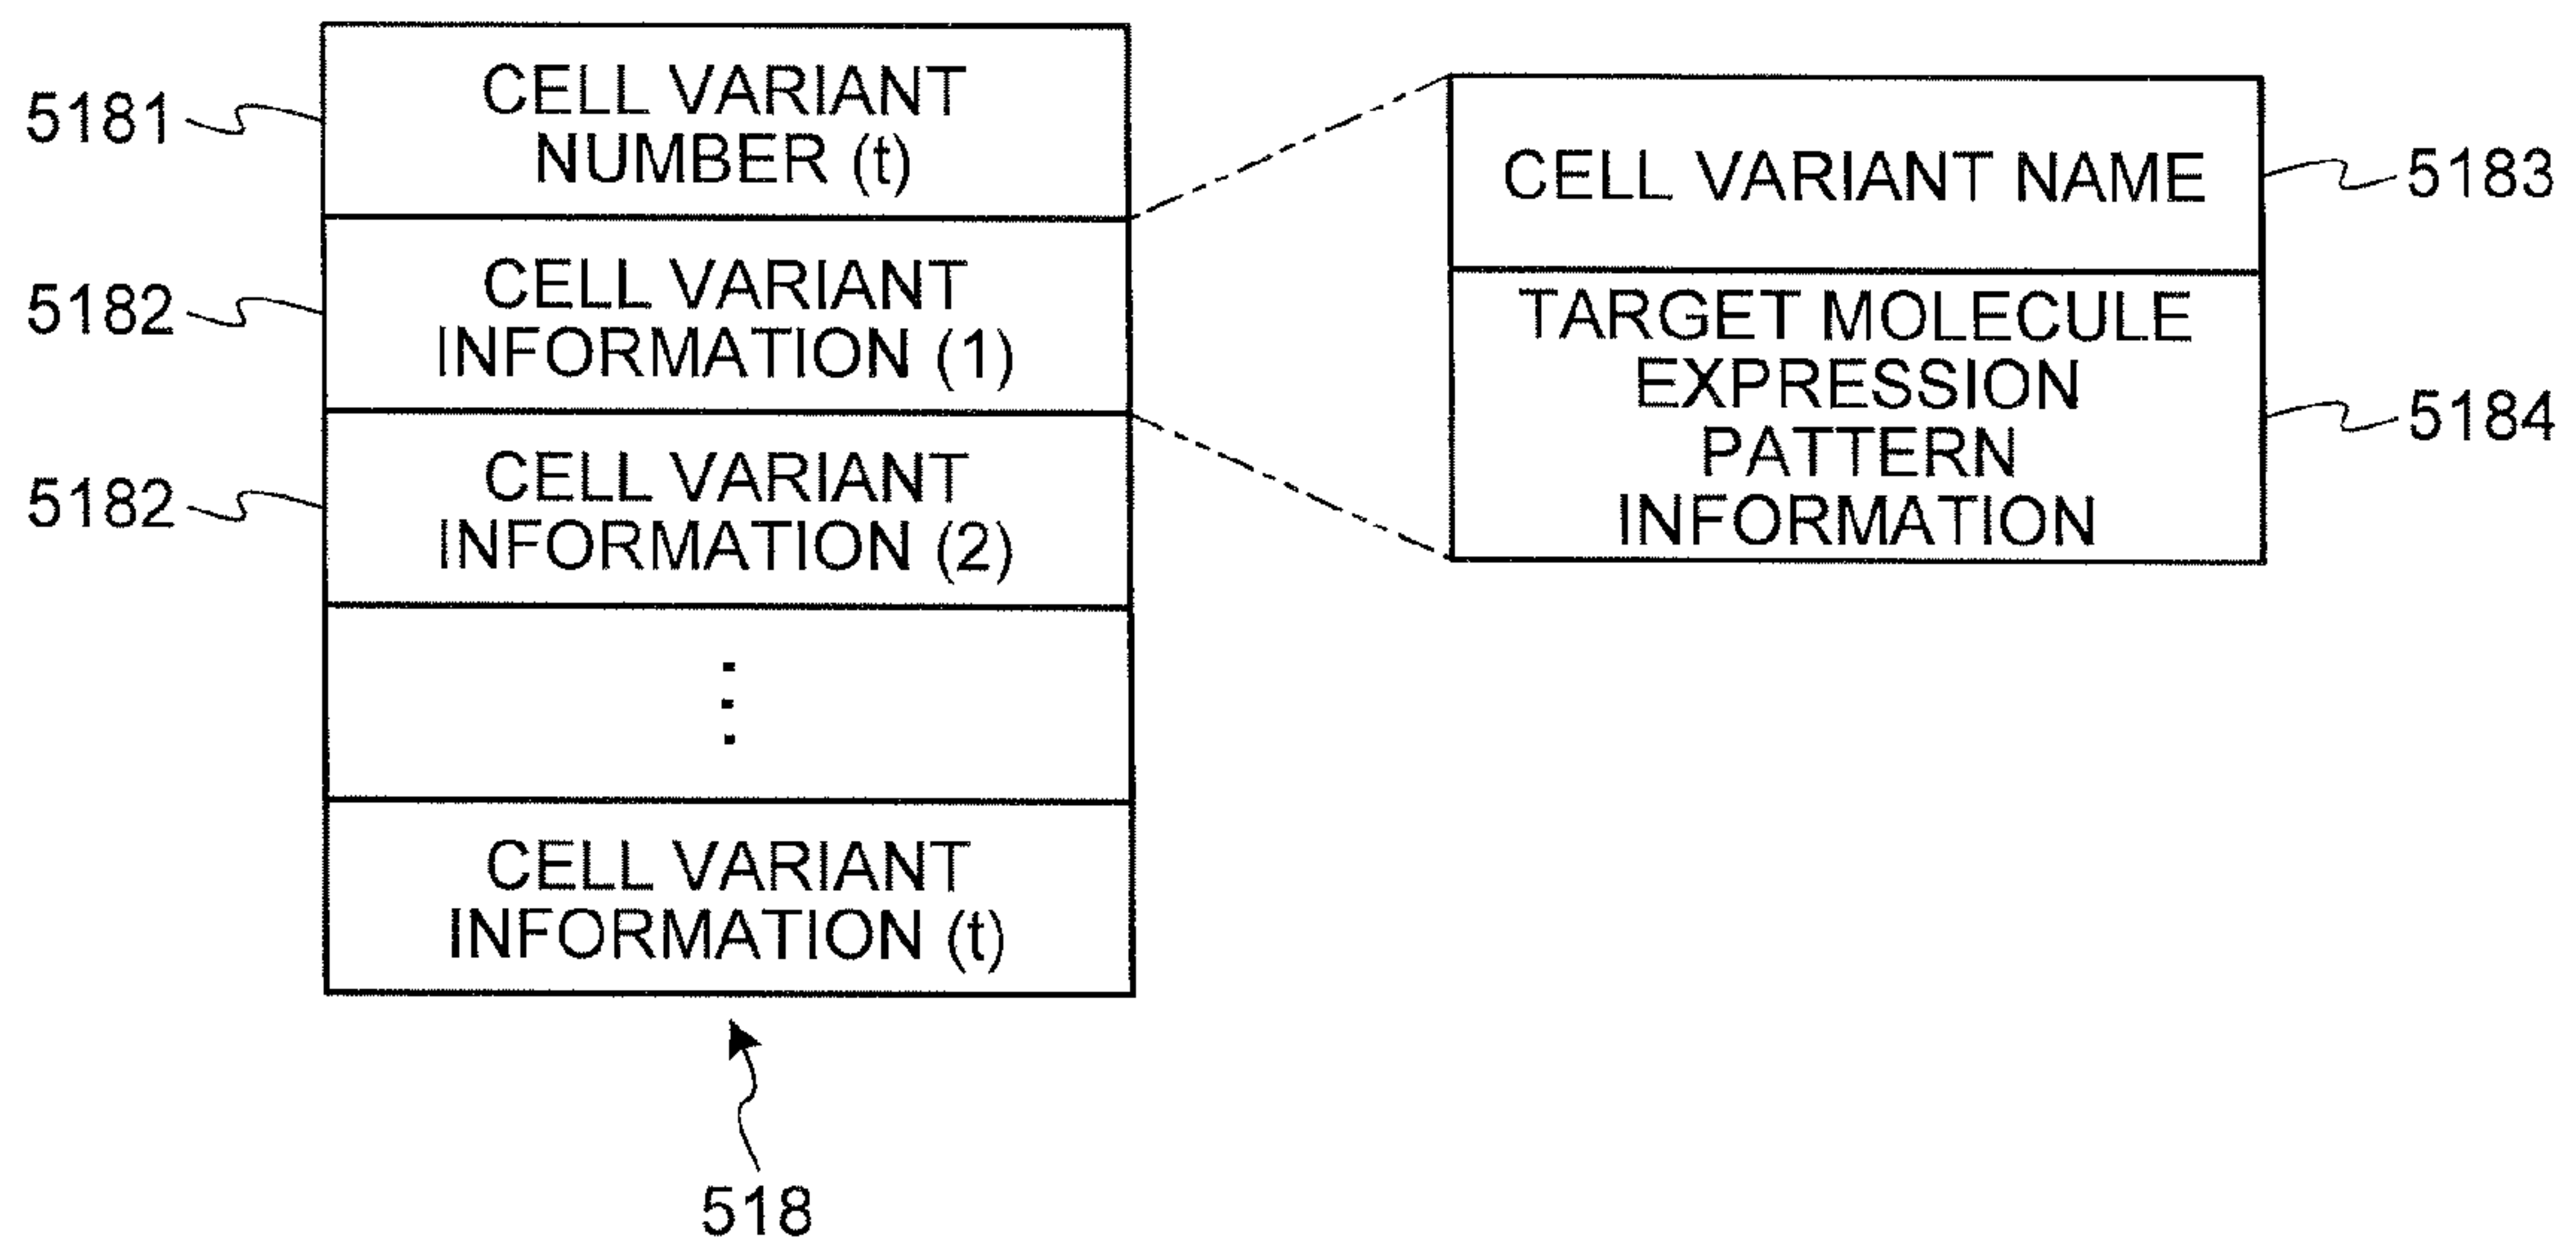 5181
CELL VARIANT
NUMBER (t)
5182
CELL VARIANT
INFORMATION (1)
5182
CELL VARIANT
INFORMATION (2)
⋮
CELL VARIANT
INFORMATION (t)
518
CELL VARIANT NAME
5183
TARGET MOLECULE
EXPRESSION
PATTERN
INFORMATION
5184